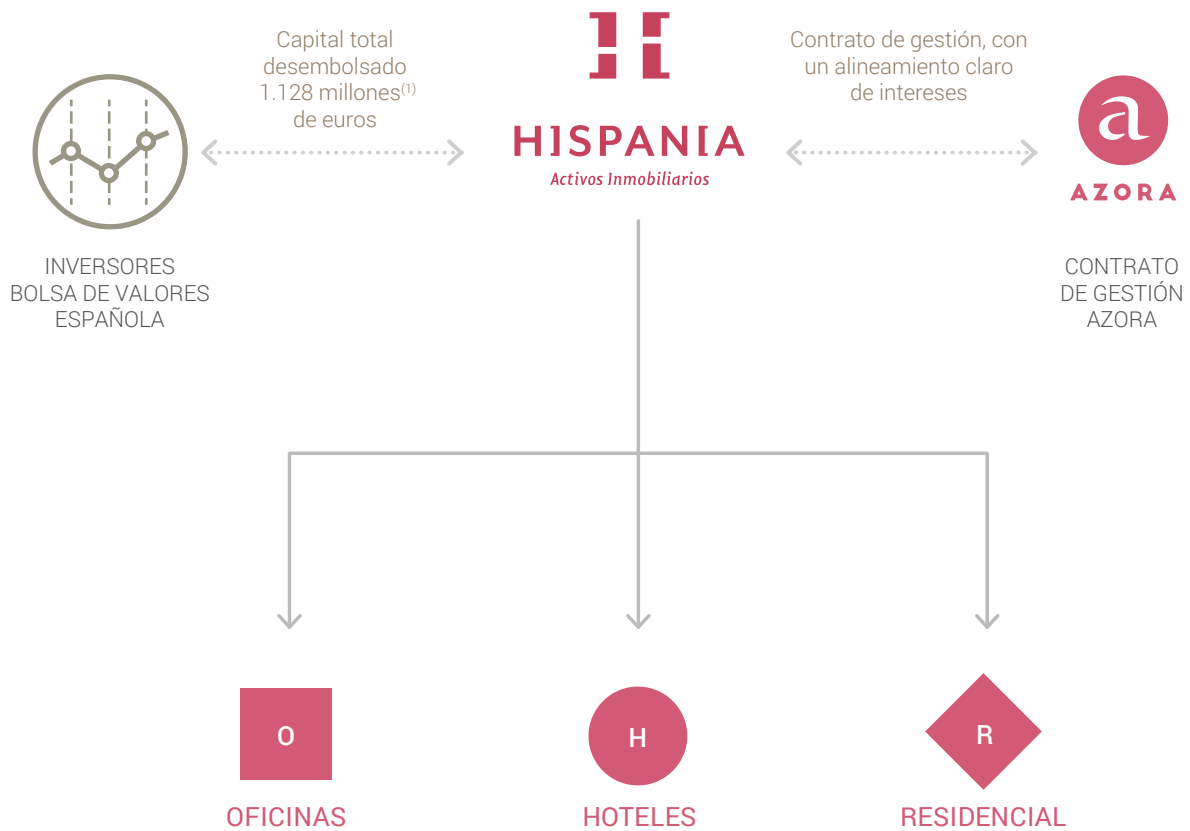 Capital total
desembolsado
1.128 millones(1)
de euros
HISPANIA
Activos Inmobiliarios
Contrato de gestión, con
un alineamiento claro
de intereses
a
AZORA
INVERSORES
BOLSA DE VALORES
ESPAÑOLA
CONTRATO
DE GESTIÓN
AZORA
O
H
R
OFICINAS
HOTELES
RESIDENCIAL